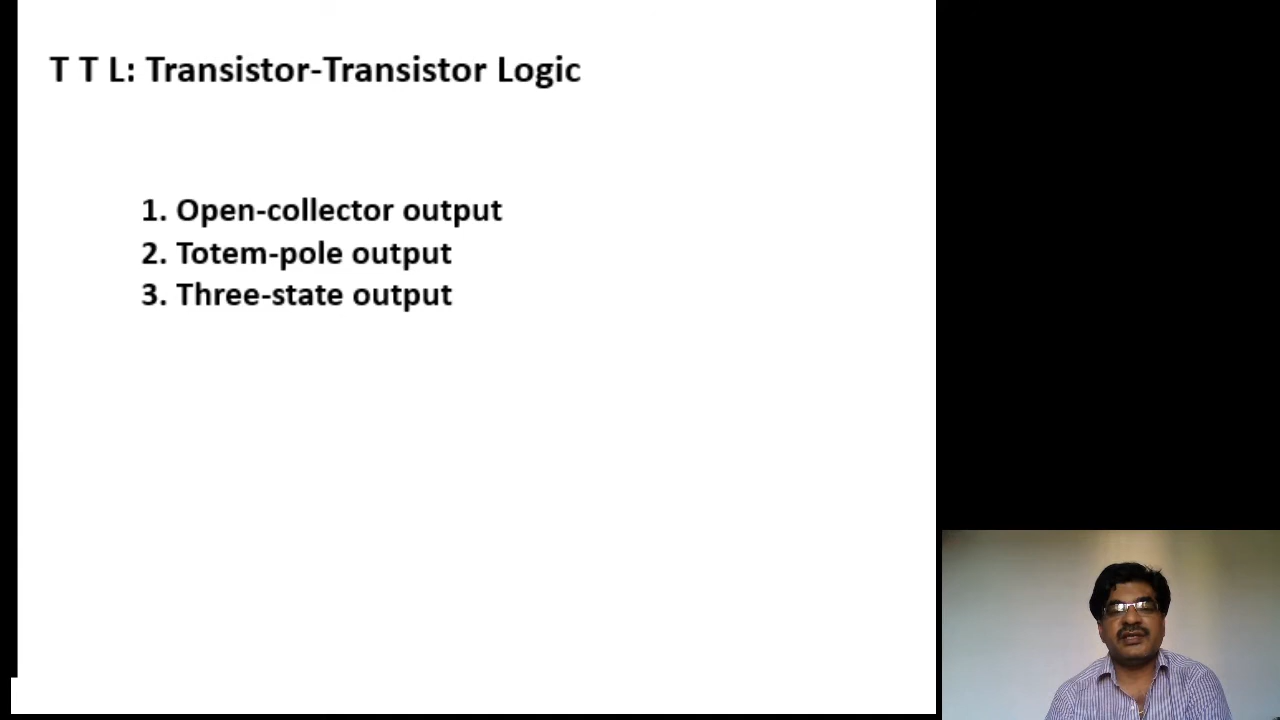 T T L: Transistor-Transistor Logic
1. Open-collector output
2. Totem-pole output
3. Three-state output